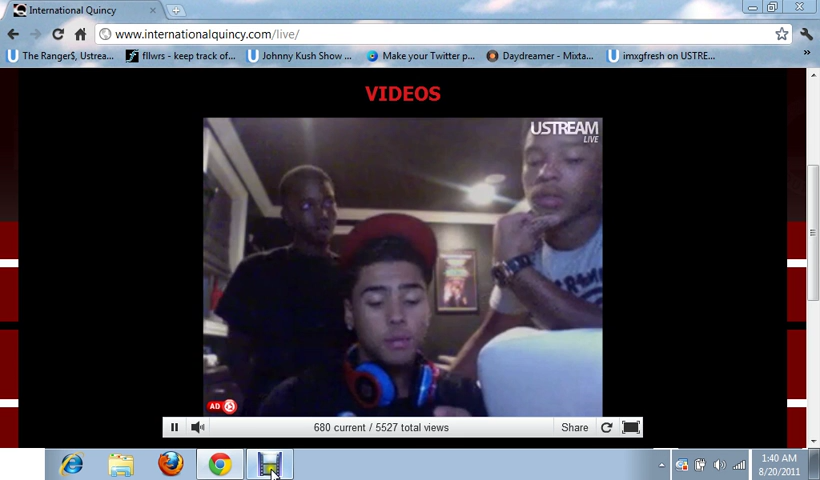 International Quincy
www.internationalquincy.com/live/
The Ranger$, Ustrea...
fllwrs - keep track of...
Johnny Kush Show ...
Make your Twitter p...
Daydreamer - Mixta...
imxgfresh on USTRE...
VIDEOS
USTREAM
LIVE
AD
680 current / 5527 total views
Share
1:40 AM
8/20/2011